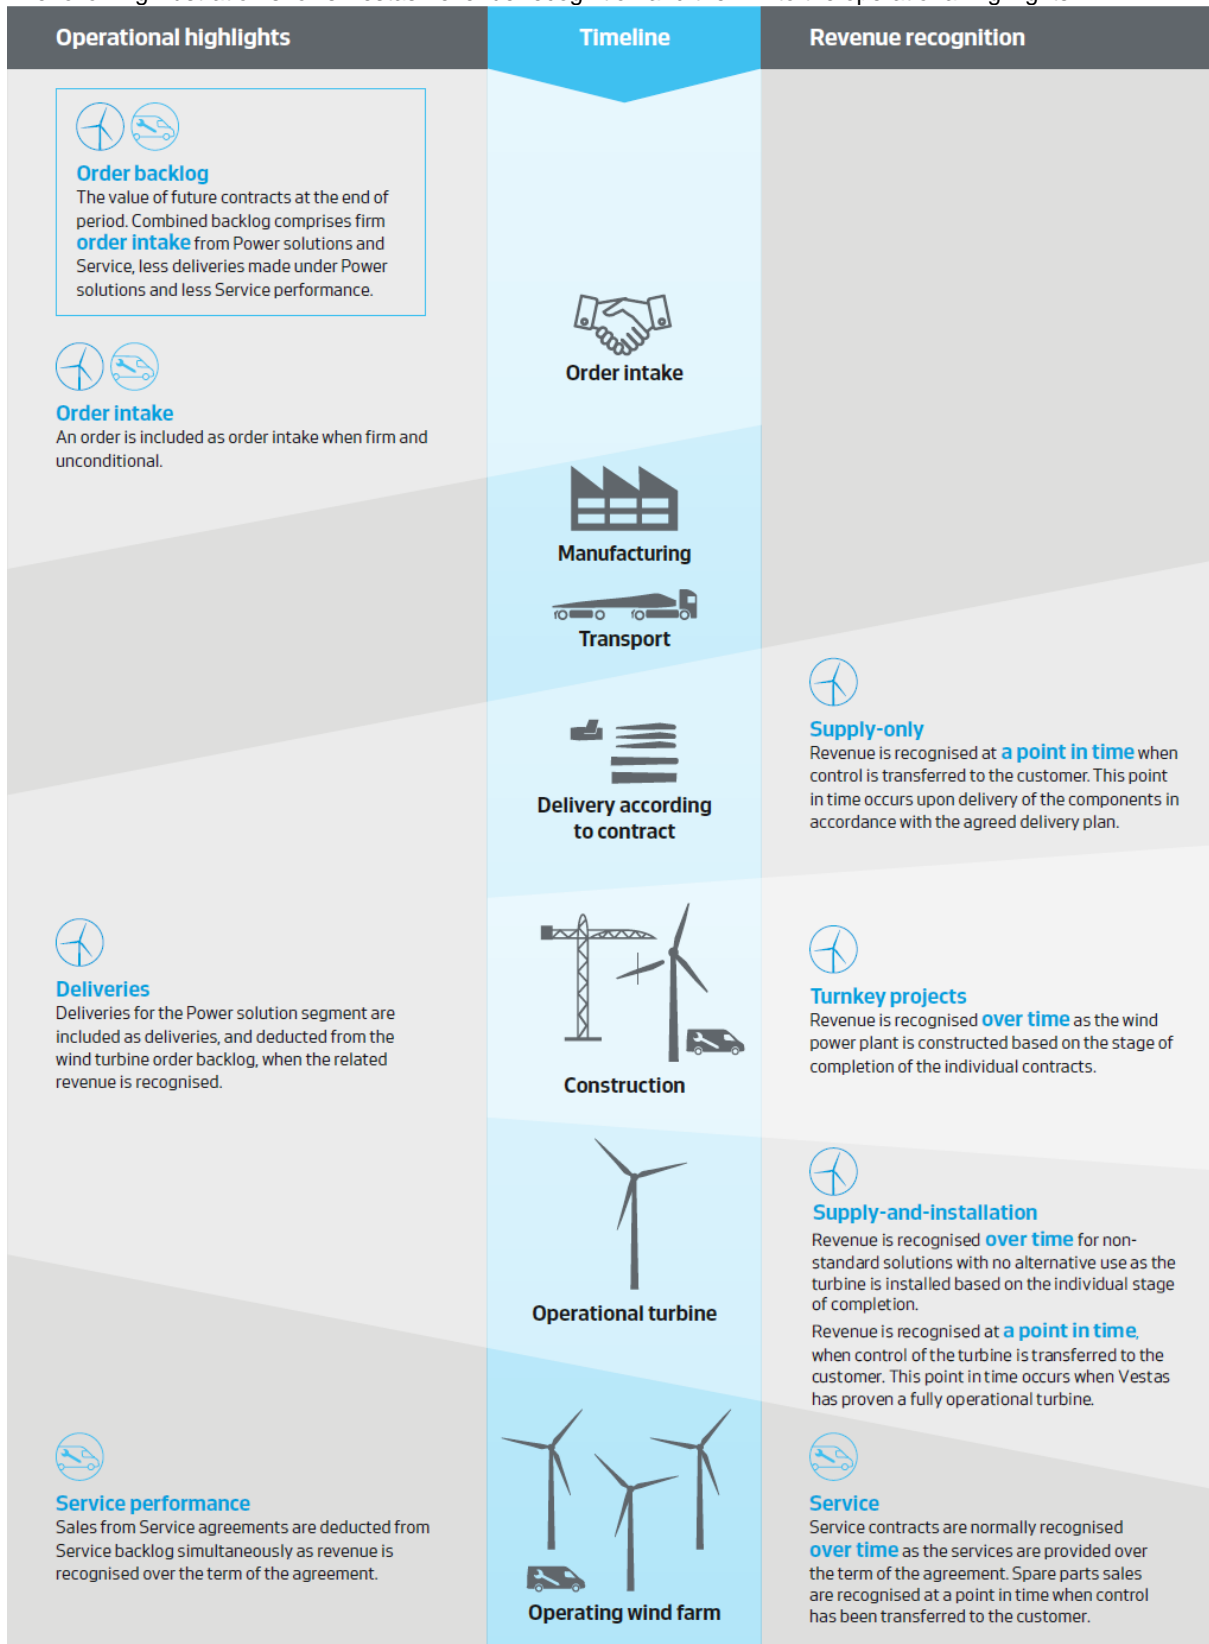 Operational highlights
Timeline
Revenue recognition
Order backlog
The value of future contracts at the end of
period. Combined backlog comprises firm
order intake from Power solutions and
Service, less deliveries made under Power
solutions and less Service performance.
Order intake
An order is included as order intake when firm and
unconditional.
Order intake
Manufacturing
Transport
Delivery according
to contract
Supply-only
Revenue is recognised at a point in time when
control is transferred to the customer. This point
in time occurs upon delivery of the components in
accordance with the agreed delivery plan.
Deliveries
Deliveries for the Power solution segment are
included as deliveries, and deducted from the
wind turbine order backlog, when the related
revenue is recognised.
Construction
Turnkey projects
Revenue is recognised over time as the wind
power plant is constructed based on the stage of
completion of the individual contracts.
Operational turbine
Supply-and-installation
Revenue is recognised over time for non-
standard solutions with no alternative use as the
turbine is installed based on the individual stage
of completion.
Revenue is recognised at a point in time,
when control of the turbine is transferred to the
customer. This point in time occurs when Vestas
has proven a fully operational turbine.
Service performance
Sales from Service agreements are deducted from
Service backlog simultaneously as revenue is
recognised over the term of the agreement.
Operating wind farm
Service
Service contracts are normally recognised
over time as the services are provided over
the term of the agreement. Spare parts sales
are recognised at a point in time when control
has been transferred to the customer.